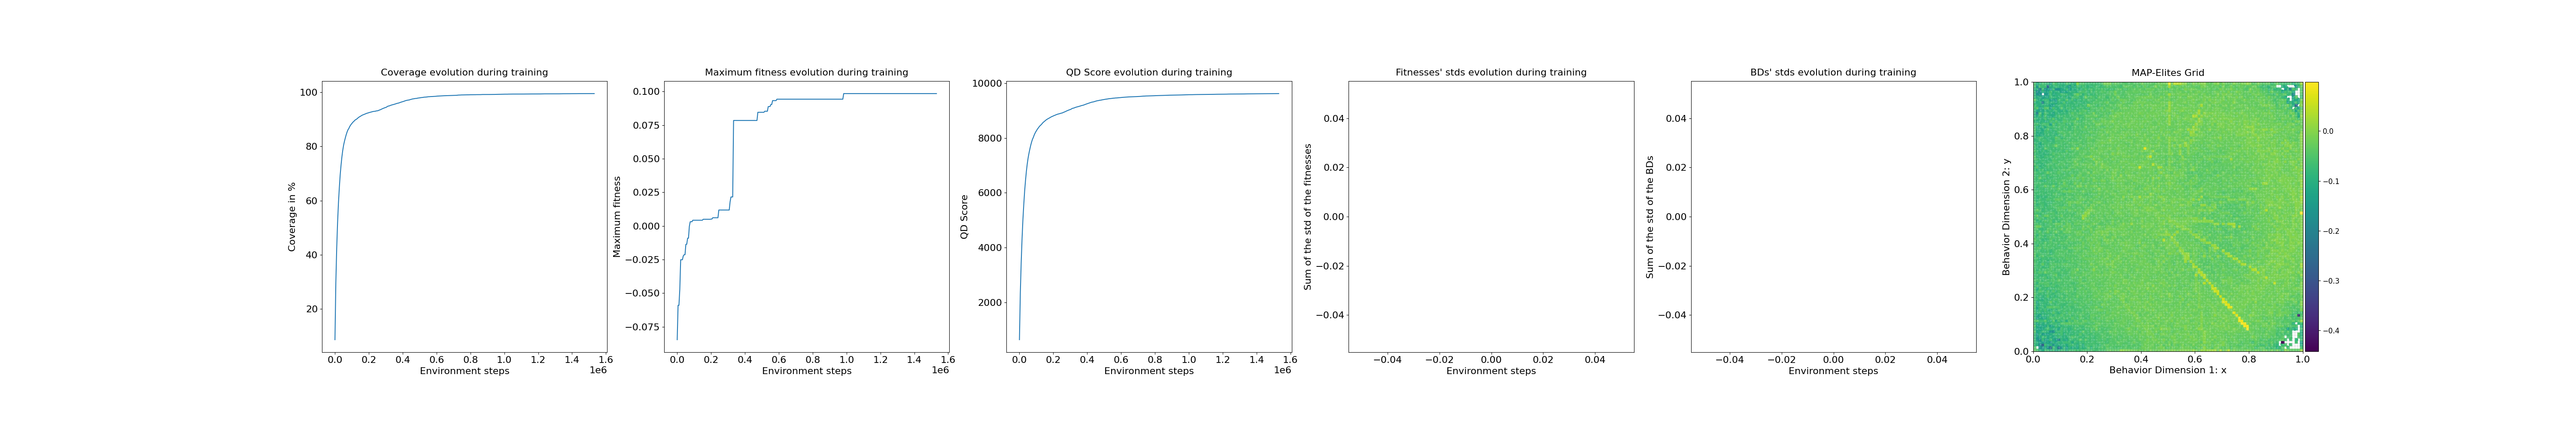 Coverage evolution during training
Coverage in %
100
80
60
40
20
0.0 0.2 0.4 0.6 0.8 1.0 1.2 1.4 1.6
1e6
Environment steps
Maximum fitness evolution during training
Maximum fitness
0.100
0.075
0.050
0.025
0.000
−0.025
−0.050
−0.075
0.0 0.2 0.4 0.6 0.8 1.0 1.2 1.4 1.6
1e6
Environment steps
QD Score evolution during training
QD Score
10000
8000
6000
4000
2000
0.0 0.2 0.4 0.6 0.8 1.0 1.2 1.4 1.6
1e6
Environment steps
Fitnesses' stds evolution during training
Sum of the std of the fitnesses
0.04
0.02
0.00
−0.02
−0.04
−0.04 −0.02 0.00 0.02 0.04
Environment steps
BDs' stds evolution during training
Sum of the std of the BDs
0.04
0.02
0.00
−0.02
−0.04
−0.04 −0.02 0.00 0.02 0.04
Environment steps
MAP-Elites Grid
Behavior Dimension 2: y
1.0
0.8
0.6
0.4
0.2
0.0
0.0 0.2 0.4 0.6 0.8 1.0
Behavior Dimension 1: x
0.0
−0.1
−0.2
−0.3
−0.4